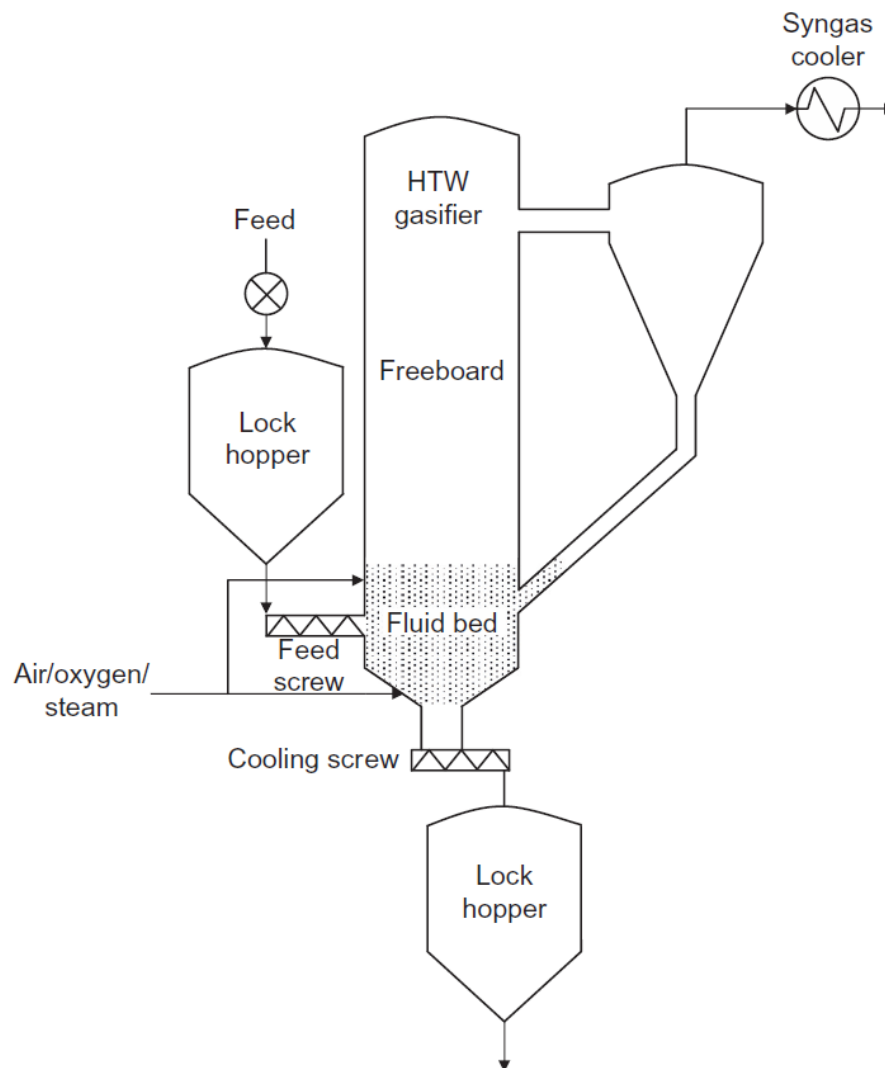 Syngas
cooler
HTW
gasifier
Feed
Freeboard
Lock
hopper
Fluid bed
Feed
screw
Air/oxygen/
steam
Cooling screw
Lock
hopper